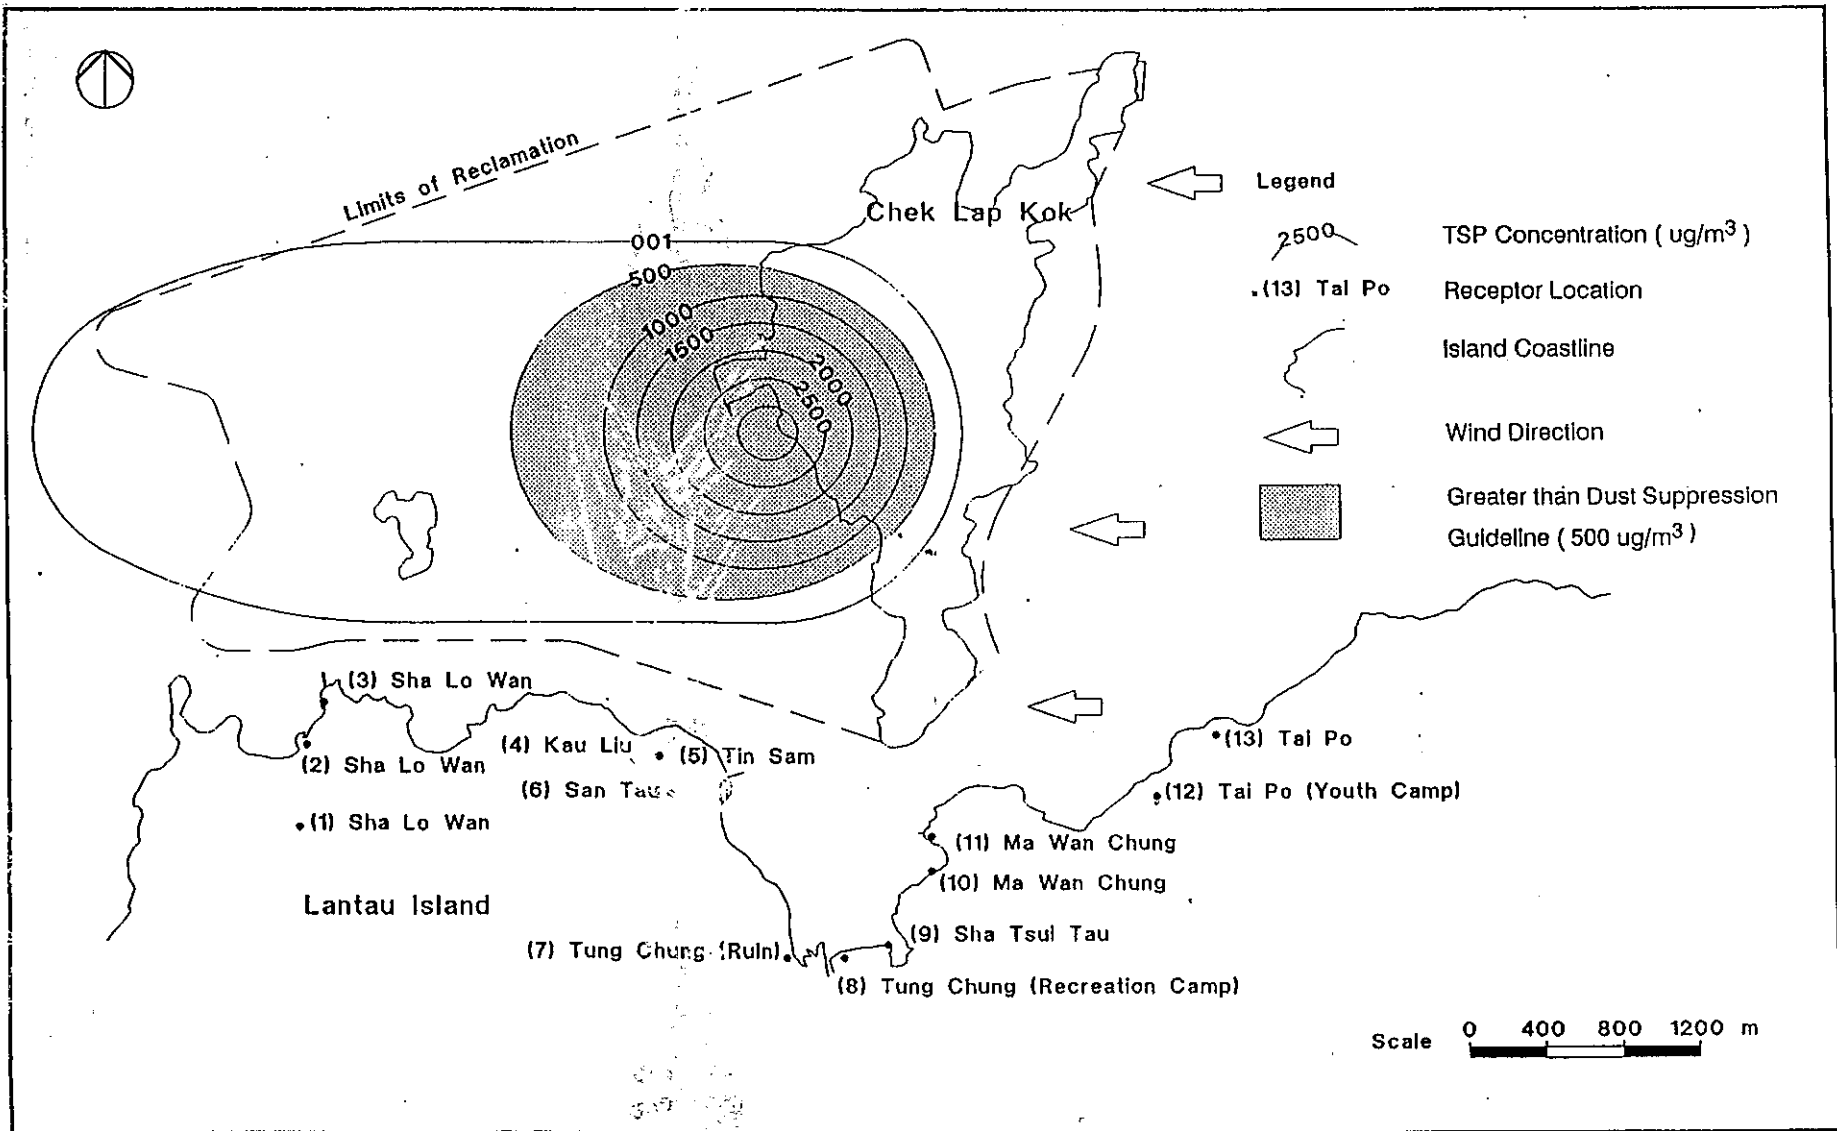 Limits of Reclamation
001
500
1000
1500
2000
2500
Chek Lap Kok
Legend
2500
TSP Concentration ( ug/m³ )
.(13) Tai Po
Receptor Location
Island Coastline
Wind Direction
Greater than Dust Suppression
Guideline ( 500 ug/m³ )
(3) Sha Lo Wan
(2) Sha Lo Wan
(4) Kau Liu
(5) Tin Sam
(6) San Tau
(1) Sha Lo Wan
Lantau Island
(13) Tai Po
(12) Tai Po (Youth Camp)
(11) Ma Wan Chung
(10) Ma Wan Chung
(9) Sha Tsui Tau
(7) Tung Chung (Ruin)
(8) Tung Chung (Recreation Camp)
Scale
0 400 800 1200 m